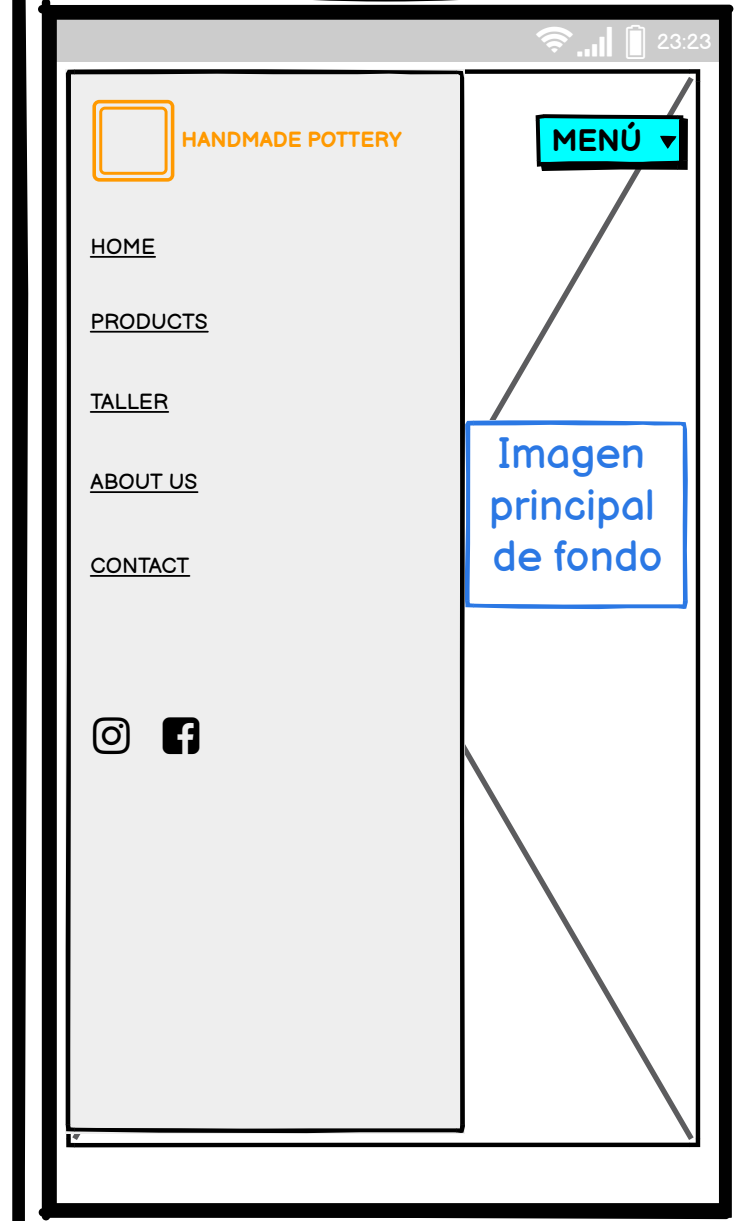 23:23
HANDMADE POTTERY
MENÚ
HOME
PRODUCTS
TALLER
ABOUT US
CONTACT
Imagen
principal
de fondo